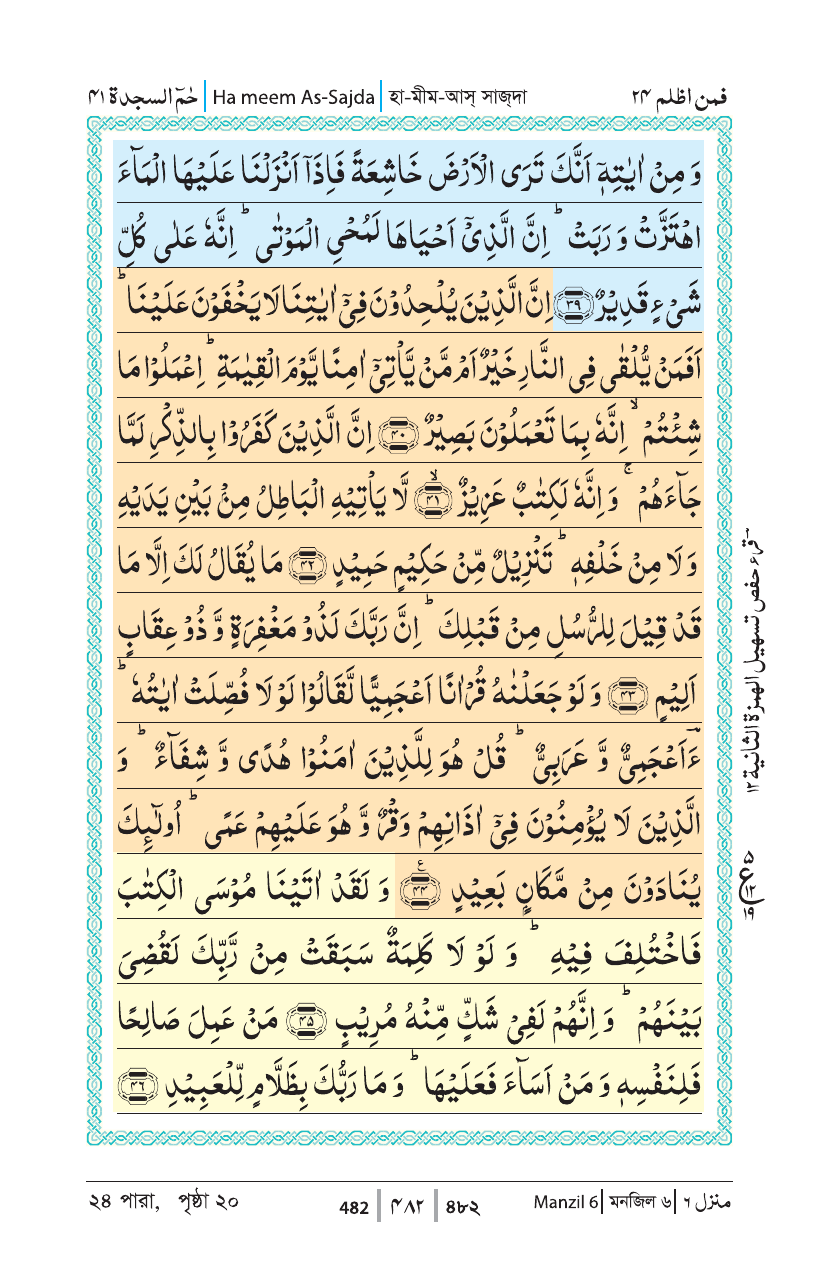 حٰمٓ السجدة ۴۱ | Ha meem As-Sajda | হা-মীম-আস্ সাজ্‌দা فمن اظلم ۲۴
وَ مِنْ اٰیٰتِهٖۤ اَنَّكَ تَرَی الْاَرْضَ خَاشِعَةً فَاِذَاۤ اَنْزَلْنَا عَلَیْهَا الْمَآءَ
اهْتَزَّتْ وَ رَبَتْ ؕ اِنَّ الَّذِیْۤ اَحْیَاهَا لَمُحْیِ الْمَوْتٰی ؕ اِنَّهٗ عَلٰی كُلِّ
شَیْءٍ قَدِیْرٌ ۳۹ اِنَّ الَّذِیْنَ یُلْحِدُوْنَ فِیْۤ اٰیٰتِنَا لَا یَخْفَوْنَ عَلَیْنَا ؕ
اَفَمَنْ یُّلْقٰی فِی النَّارِ خَیْرٌ اَمْ مَّنْ یَّاْتِیْۤ اٰمِنًا یَّوْمَ الْقِیٰمَةِ ؕ اِعْمَلُوْا مَا
شِئْتُمْ ۙ اِنَّهٗ بِمَا تَعْمَلُوْنَ بَصِیْرٌ ۴۰ اِنَّ الَّذِیْنَ كَفَرُوْا بِالذِّكْرِ لَمَّا
جَآءَهُمْ ۚ وَ اِنَّهٗ لَكِتٰبٌ عَزِیْزٌ ۙ ۴۱ لَّا یَاْتِیْهِ الْبَاطِلُ مِنْۢ بَیْنِ یَدَیْهِ
وَ لَا مِنْ خَلْفِهٖ ؕ تَنْزِیْلٌ مِّنْ حَكِیْمٍ حَمِیْدٍ ۴۲ مَا یُقَالُ لَكَ اِلَّا مَا
قَدْ قِیْلَ لِلرُّسُلِ مِنْ قَبْلِكَ ؕ اِنَّ رَبَّكَ لَذُوْ مَغْفِرَةٍ وَّ ذُوْ عِقَابٍ
اَلِیْمٍ ۴۳ وَ لَوْ جَعَلْنٰهُ قُرْاٰنًا اَعْجَمِیًّا لَّقَالُوْا لَوْ لَا فُصِّلَتْ اٰیٰتُهٗ ؕ
ءَؔاَعْجَمِیٌّ وَّ عَرَبِیٌّ ؕ قُلْ هُوَ لِلَّذِیْنَ اٰمَنُوْا هُدًی وَّ شِفَآءٌ ؕ وَ
الَّذِیْنَ لَا یُؤْمِنُوْنَ فِیْۤ اٰذَانِهِمْ وَقْرٌ وَّ هُوَ عَلَیْهِمْ عَمًی ؕ اُولٰٓىِٕكَ
یُنَادَوْنَ مِنْ مَّكَانٍۭ بَعِیْدٍ ۴۴ ع وَ لَقَدْ اٰتَیْنَا مُوْسَی الْكِتٰبَ
فَاخْتُلِفَ فِیْهِ ؕ وَ لَوْ لَا كَلِمَةٌ سَبَقَتْ مِنْ رَّبِّكَ لَقُضِیَ
بَیْنَهُمْ ؕ وَ اِنَّهُمْ لَفِیْ شَكٍّ مِّنْهُ مُرِیْبٍ ۴۵ مَنْ عَمِلَ صَالِحًا
فَلِنَفْسِهٖ وَ مَنْ اَسَآءَ فَعَلَیْهَا ؕ وَ مَا رَبُّكَ بِظَلَّامٍ لِّلْعَبِیْدِ ۴۶
قرء حفص تسهيل الهمزة الثانية ۱۲
۵
ع ۱۲
۱۹
২৪ পারা, পৃষ্ঠা ২০ 482 | ۴۸۲ | ৪৮২ Manzil 6 | মনজিল ৬ | منزل ۶